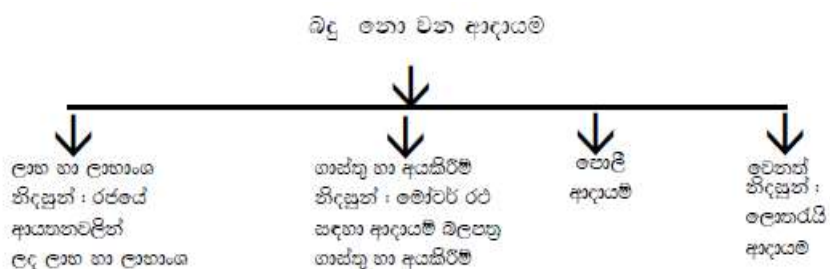 බදු නො වන ආදායම
ලාභ හා ලාභාංශ
නිදසුන් : රජයේ
ආයතනවලින්
ලද ලාභ හා ලාභාංශ
ගාස්තු හා අයකිරීම්
නිදසුන් : මෝටර් රථ
සඳහා ආදායම් බලපත්‍ර
ගාස්තු හා අයකිරීම්
පොලී
ආදායම්
වෙනත්
නිදසුන් :
ලොතරැයි
ආදායම